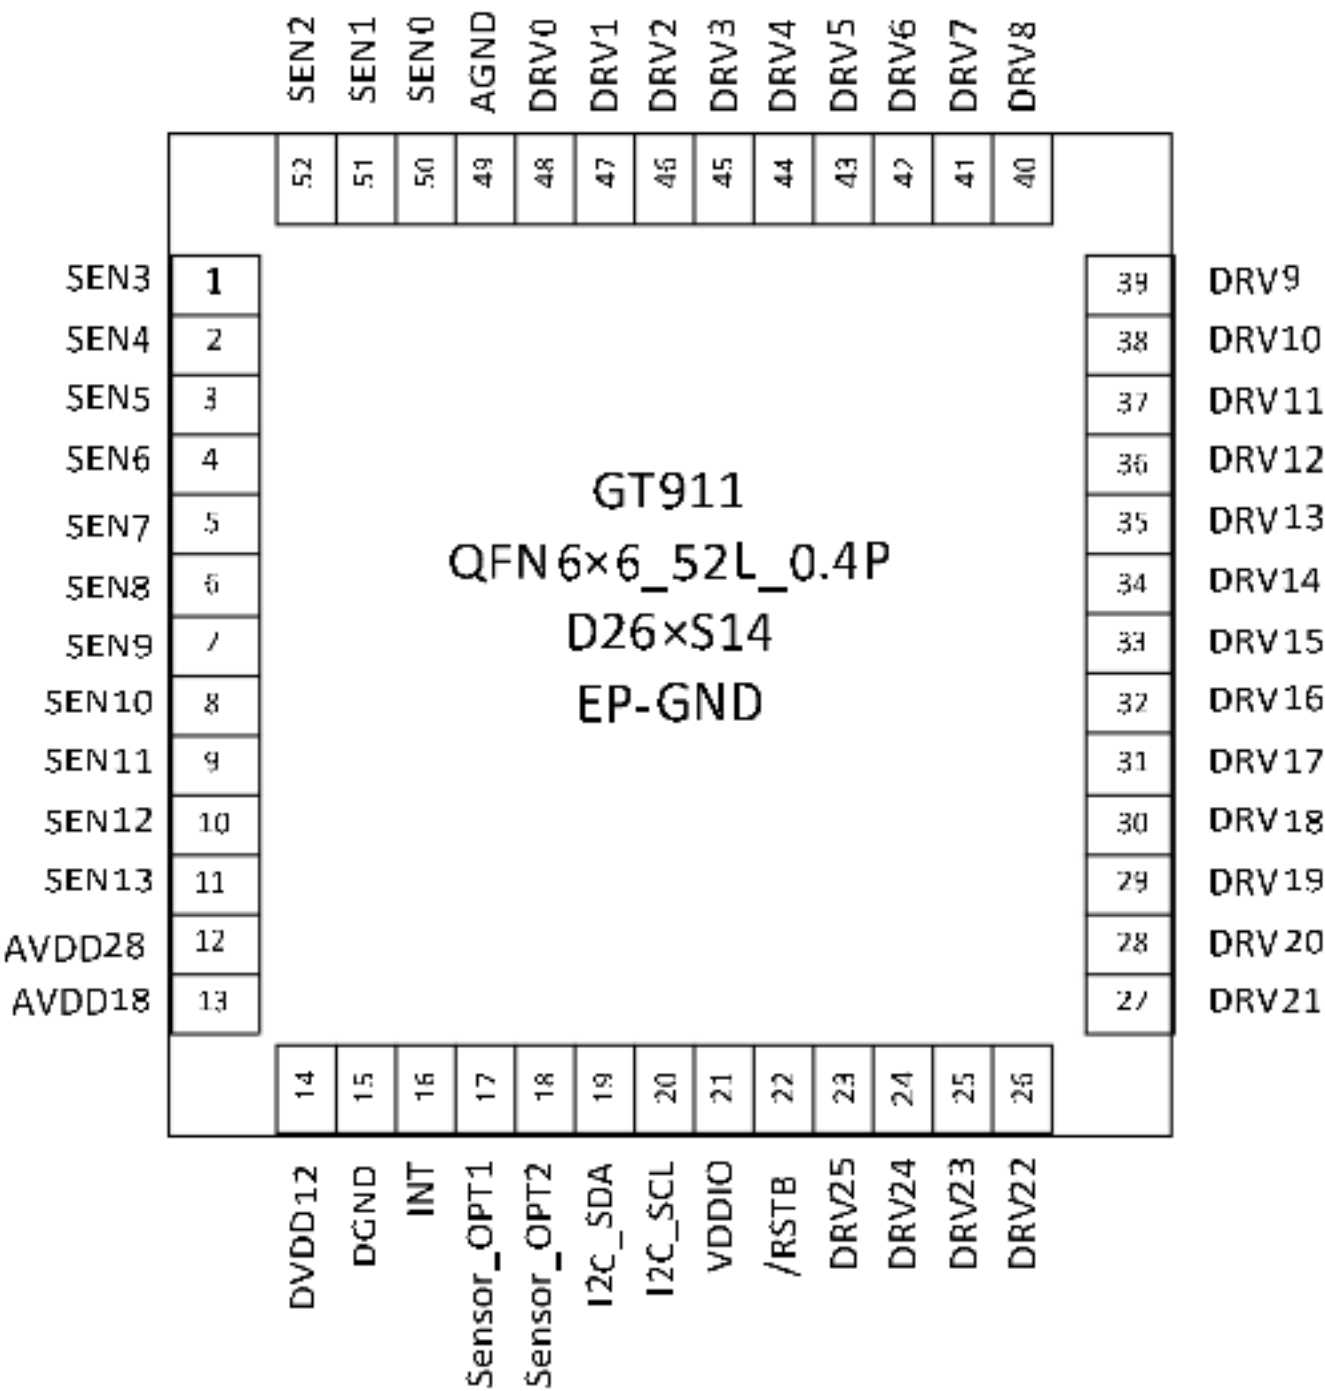 SEN2 SEN1 SEN0 AGND DRV0 DRV1 DRV2 DRV3 DRV4 DRV5 DRV6 DRV7 DRV8
52 51 50 49 48 47 46 45 44 43 42 41 40
SEN3 1 39 DRV9
SEN4 2 38 DRV10
SEN5 3 37 DRV11
SEN6 4 36 DRV12
SEN7 5 35 DRV13
SEN8 6 34 DRV14
SEN9 7 33 DRV15
SEN10 8 32 DRV16
SEN11 9 31 DRV17
SEN12 10 30 DRV18
SEN13 11 29 DRV19
AVDD28 12 28 DRV20
AVDD18 13 27 DRV21
GT911
QFN6×6_52L_0.4P
D26×S14
EP-GND
14 15 16 17 18 19 20 21 22 23 24 25 26
DVDD12 DGND INT Sensor_OPT1 Sensor_OPT2 I2C_SDA I2C_SCL VDDIO /RSTB DRV25 DRV24 DRV23 DRV22